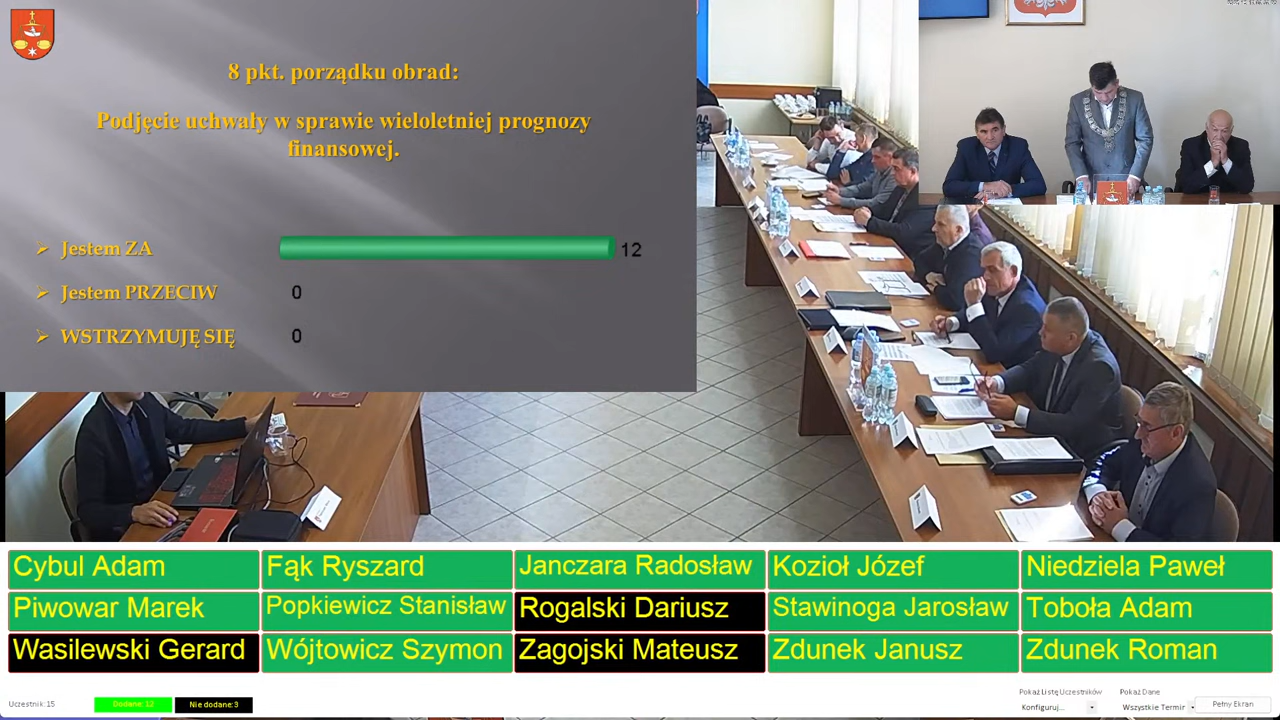 8 pkt. porządku obrad:
Podjęcie uchwały w sprawie wieloletniej prognozy
finansowej.
Jestem ZA 12
Jestem PRZECIW 0
WSTRZYMUJĘ SIĘ 0
Cybul Adam Fąk Ryszard Janczara Radosław Kozioł Józef Niedziela Paweł
Piwowar Marek Popkiewicz Stanisław Rogalski Dariusz Stawinoga Jarosław Toboła Adam
Wasilewski Gerard Wójtowicz Szymon Zagojski Mateusz Zdunek Janusz Zdunek Roman
Pokaż Listę Uczestników Pokaż Dane
Uczestnik: 15 Dodane: 12 Nie dodane: 3 Konfiguruj... Wszystkie Termir Pełny Ekran